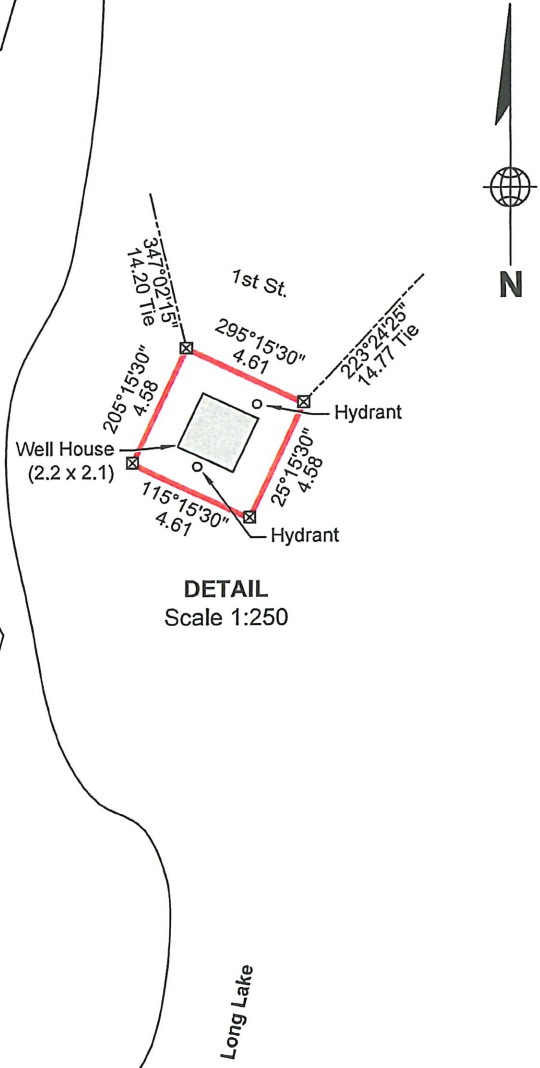 N
347°02'15"
14.20 Tie
1st St.
295°15'30"
4.61
223°24'25"
14.77 Tie
205°15'30"
4.58
Hydrant
Well House
(2.2 x 2.1)
25°15'30"
4.58
115°15'30"
4.61
Hydrant
DETAIL
Scale 1:250
Long Lake